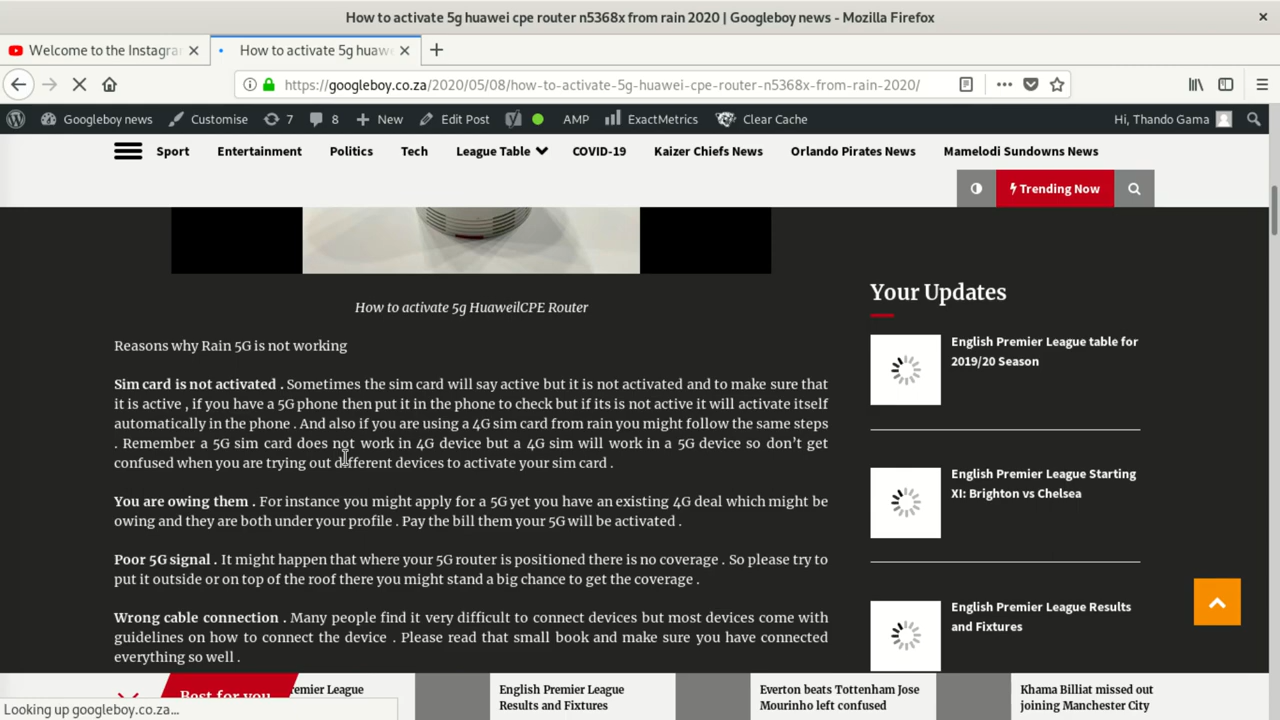 How to activate 5g huawei cpe router n5368x from rain 2020 | Googleboy news - Mozilla Firefox
Welcome to the Instagra
How to activate 5g huawe
https://googleboy.co.za/2020/05/08/how-to-activate-5g-huawei-cpe-router-n5368x-from-rain-2020/
Googleboy news Customise 7 8 New Edit Post AMP ExactMetrics Clear Cache Hi, Thando Gama
Sport Entertainment Politics Tech League Table COVID-19 Kaizer Chiefs News Orlando Pirates News Mamelodi Sundowns News
Trending Now
How to activate 5g HuaweilCPE Router
Reasons why Rain 5G is not working
Sim card is not activated . Sometimes the sim card will say active but it is not activated and to make sure that
it is active , if you have a 5G phone then put it in the phone to check but if its is not active it will activate itself
automatically in the phone . And also if you are using a 4G sim card from rain you might follow the same steps
. Remember a 5G sim card does not work in 4G device but a 4G sim will work in a 5G device so don't get
confused when you are trying out different devices to activate your sim card .
You are owing them . For instance you might apply for a 5G yet you have an existing 4G deal which might be
owing and they are both under your profile . Pay the bill them your 5G will be activated .
Poor 5G signal . It might happen that where your 5G router is positioned there is no coverage . So please try to
put it outside or on top of the roof there you might stand a big chance to get the coverage .
Wrong cable connection . Many people find it very difficult to connect devices but most devices come with
guidelines on how to connect the device . Please read that small book and make sure you have connected
everything so well .
Your Updates
English Premier League table for
2019/20 Season
English Premier League Starting
XI: Brighton vs Chelsea
English Premier League Results
and Fixtures
Best for you
emier League
English Premier League
Results and Fixtures
Everton beats Tottenham Jose
Mourinho left confused
Khama Billiat missed out
joining Manchester City
Looking up googleboy.co.za...